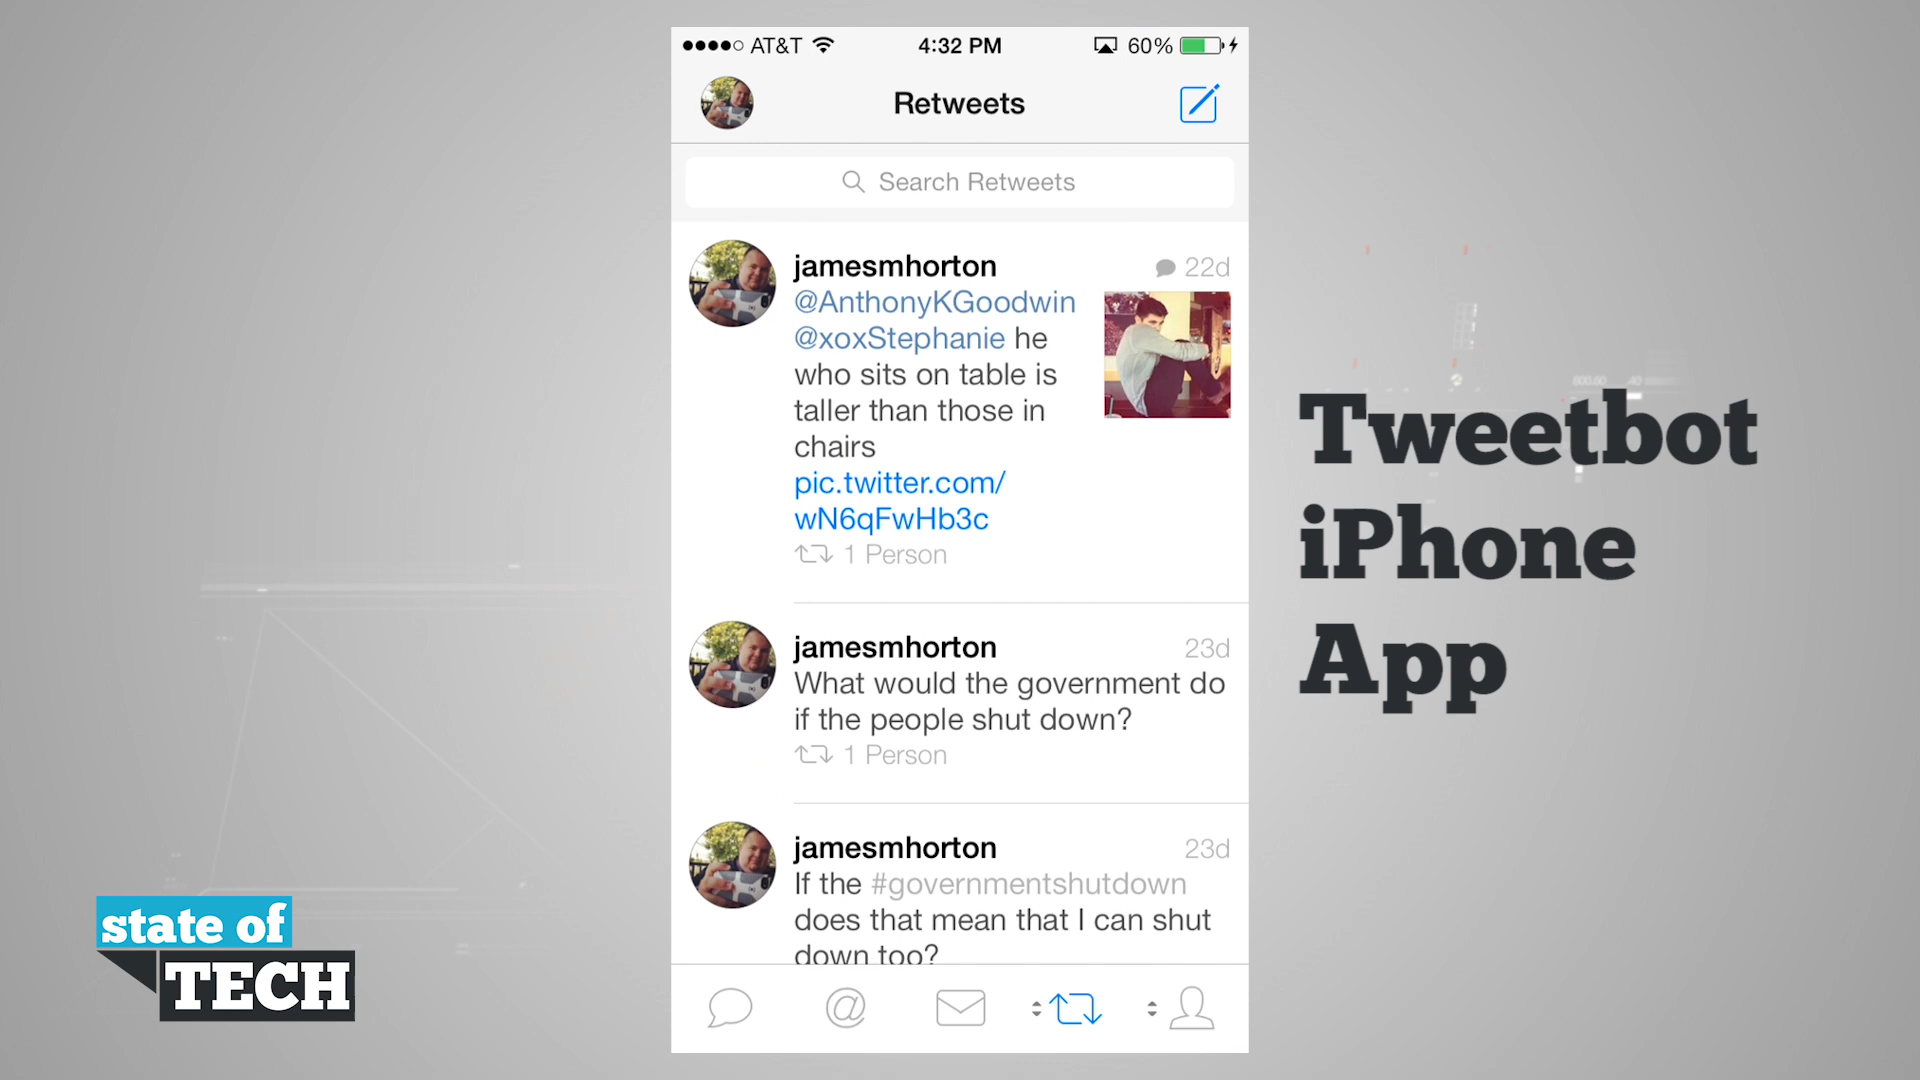 AT&T
4:32 PM
60%
Retweets
Search Retweets
jamesmhorton
22d
@AnthonyKGoodwin
@xoxStephanie he
who sits on table is
taller than those in
chairs
pic.twitter.com/
wN6qFwHb3c
1 Person
jamesmhorton
23d
What would the government do
if the people shut down?
1 Person
jamesmhorton
23d
If the #governmentshutdown
does that mean that I can shut
down too?
@
Tweetbot
iPhone
App
state of
TECH